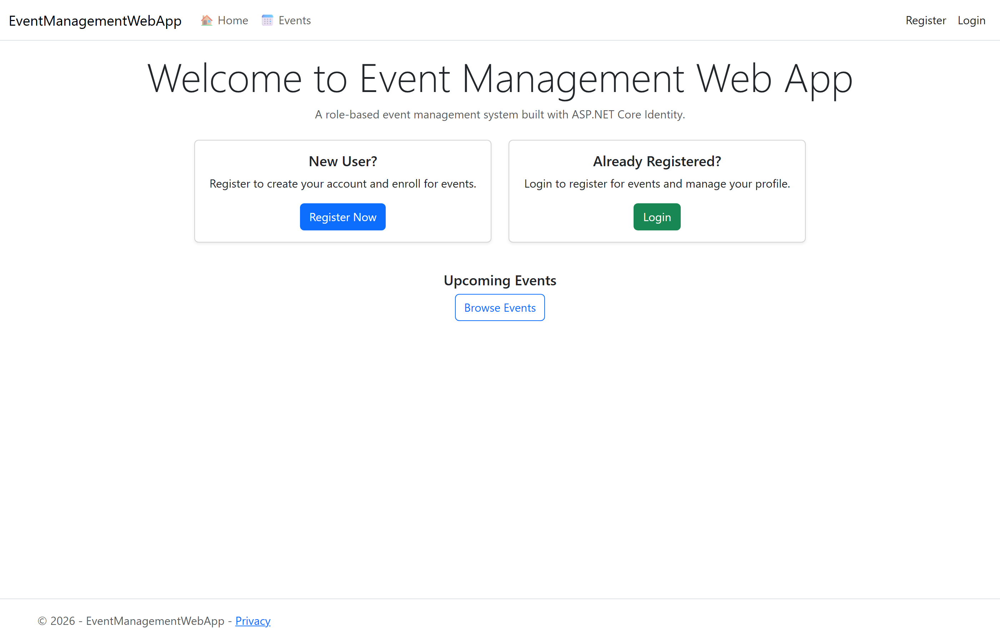 EventManagementWebApp Home Events Register Login
Welcome to Event Management Web App
A role-based event management system built with ASP.NET Core Identity.
New User?
Register to create your account and enroll for events.
Register Now
Already Registered?
Login to register for events and manage your profile.
Login
Upcoming Events
Browse Events
© 2026 - EventManagementWebApp - Privacy